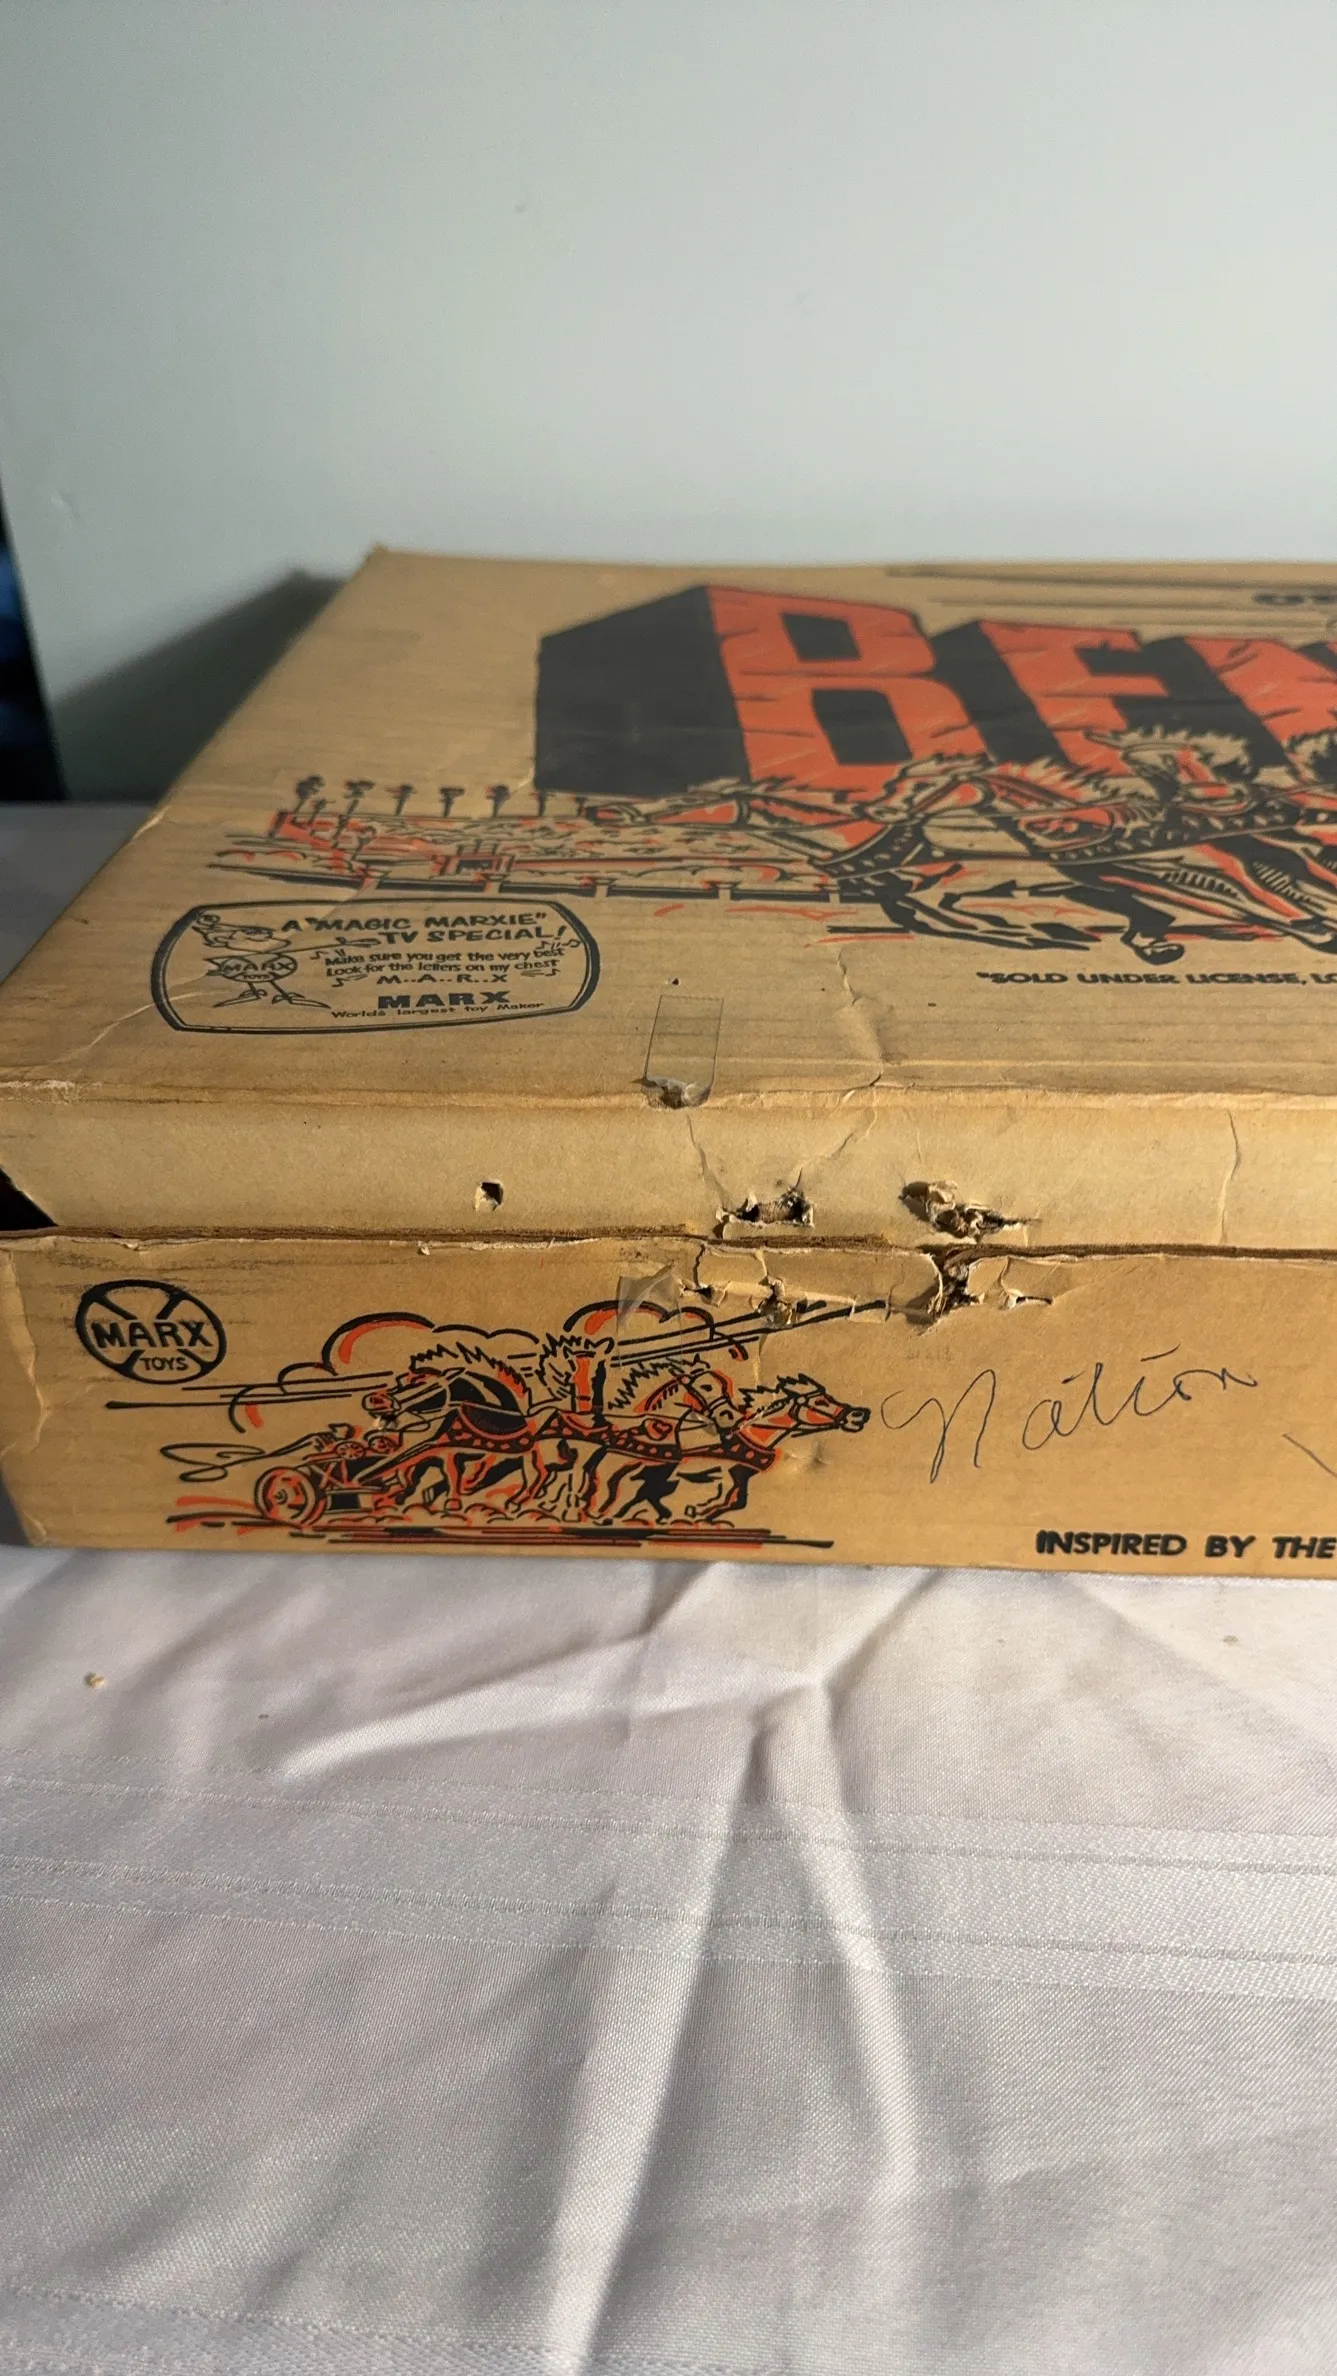 BEN
A "MAGIC MARXIE"
TV SPECIAL!
Make sure you get the very best
Look for the letters on my chest
M..A..R..X
MARX
World's largest toy Maker
MARX
TOYS
"SOLD UNDER LICENSE, LO
MARX
TOYS
Nation
INSPIRED BY THE